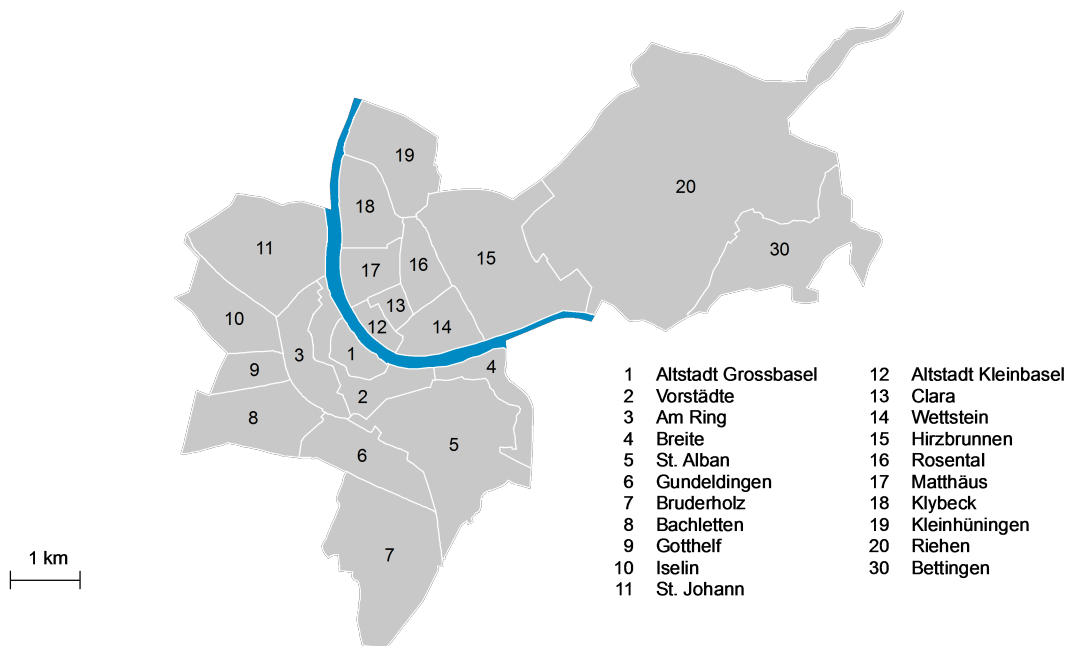 19
20
18
11
30
15
16
17
13
10
12
14
3
1
9
4
2
8
5
6
7
1 km
1 Altstadt Grossbasel
2 Vorstädte
3 Am Ring
4 Breite
5 St. Alban
6 Gundeldingen
7 Bruderholz
8 Bachletten
9 Gotthelf
10 Iselin
11 St. Johann
12 Altstadt Kleinbasel
13 Clara
14 Wettstein
15 Hirzbrunnen
16 Rosental
17 Matthäus
18 Klybeck
19 Kleinhüningen
20 Riehen
30 Bettingen